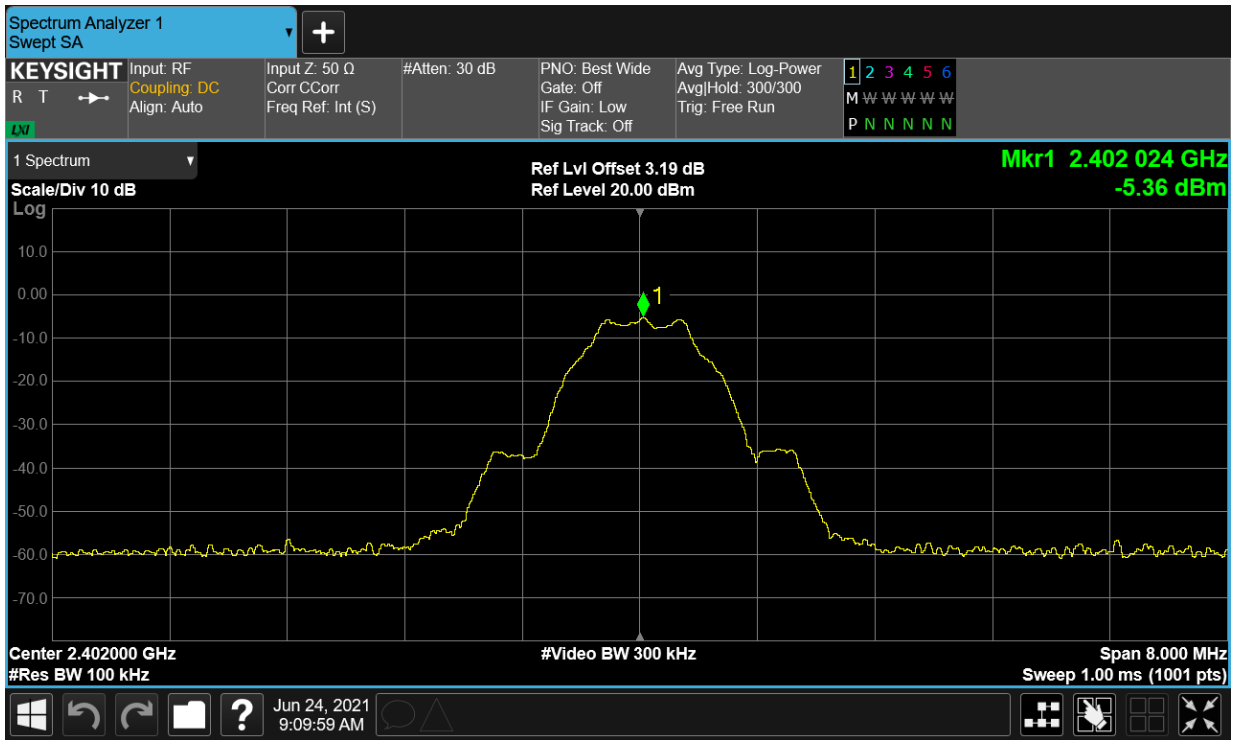 Spectrum Analyzer 1
Swept SA
KEYSIGHT
R T
LXI
Input: RF
Coupling: DC
Align: Auto
Input Z: 50 Ω
Corr CCorr
Freq Ref: Int (S)
#Atten: 30 dB
PNO: Best Wide
Gate: Off
IF Gain: Low
Sig Track: Off
Avg Type: Log-Power
Avg|Hold: 300/300
Trig: Free Run
1 2 3 4 5 6
M W W W W W
P N N N N N
1 Spectrum
Scale/Div 10 dB
Log
Ref Lvl Offset 3.19 dB
Ref Level 20.00 dBm
Mkr1 2.402 024 GHz
-5.36 dBm
10.0
0.00
1
-10.0
-20.0
-30.0
-40.0
-50.0
-60.0
-70.0
Center 2.402000 GHz
#Video BW 300 kHz
Span 8.000 MHz
#Res BW 100 kHz
Sweep 1.00 ms (1001 pts)
?
Jun 24, 2021
9:09:59 AM